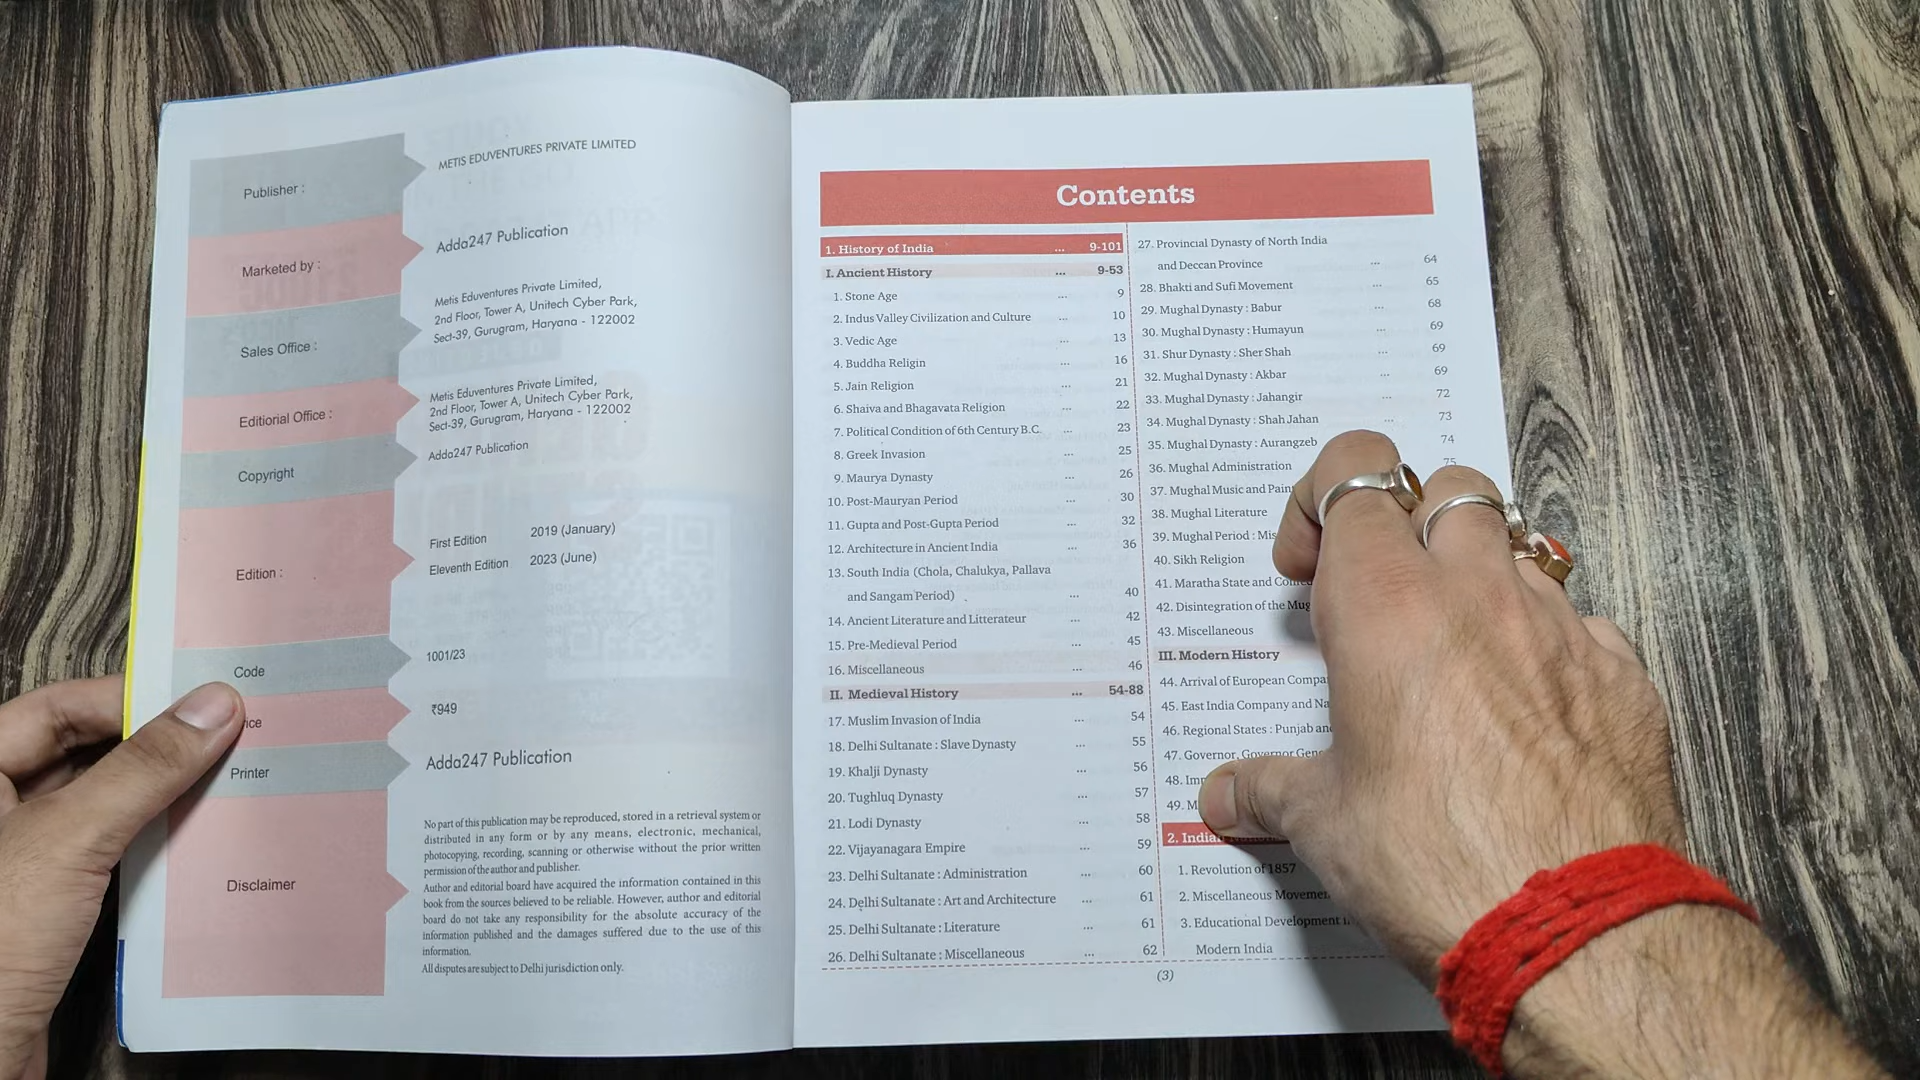 Publisher :
METIS EDUVENTURES PRIVATE LIMITED
Marketed by :
Adda247 Publication
Sales Office :
Metis Eduventures Private Limited,
2nd Floor, Tower A, Unitech Cyber Park,
Sect-39, Gurugram, Haryana - 122002
Editorial Office :
Metis Eduventures Private Limited,
2nd Floor, Tower A, Unitech Cyber Park,
Sect-39, Gurugram, Haryana - 122002
Copyright
Adda247 Publication
Edition :
First Edition 2019 (January)
Eleventh Edition 2023 (June)
Code
1001/23
₹949
Printer
Adda247 Publication
Disclaimer
No part of this publication may be reproduced, stored in a retrieval system or
distributed in any form or by any means, electronic, mechanical,
photocopying, recording, scanning or otherwise without the prior written
permission of the author and publisher.
Author and editorial board have acquired the information contained in this
book from the sources believed to be reliable. However, author and editorial
board do not take any responsibility for the absolute accuracy of the
information published and the damages suffered due to the use of this
information.
All disputes are subject to Delhi jurisdiction only.
Contents
1. History of India ... 9-101
I. Ancient History ... 9-53
1. Stone Age ... 9
2. Indus Valley Civilization and Culture ... 10
3. Vedic Age ... 13
4. Buddha Religin ... 16
5. Jain Religion ... 21
6. Shaiva and Bhagavata Religion ... 22
7. Political Condition of 6th Century B.C. ... 23
8. Greek Invasion ... 25
9. Maurya Dynasty ... 26
10. Post-Mauryan Period ... 30
11. Gupta and Post-Gupta Period ... 32
12. Architecture in Ancient India ... 36
13. South India (Chola, Chalukya, Pallava
and Sangam Period) ... 40
14. Ancient Literature and Litterateur ... 42
15. Pre-Medieval Period ... 45
16. Miscellaneous ... 46
II. Medieval History ... 54-88
17. Muslim Invasion of India ... 54
18. Delhi Sultanate : Slave Dynasty ... 55
19. Khalji Dynasty ... 56
20. Tughluq Dynasty ... 57
21. Lodi Dynasty ... 58
22. Vijayanagara Empire ... 59
23. Delhi Sultanate : Administration ... 60
24. Delhi Sultanate : Art and Architecture ... 61
25. Delhi Sultanate : Literature ... 61
26. Delhi Sultanate : Miscellaneous ... 62
27. Provincial Dynasty of North India
and Deccan Province ... 64
28. Bhakti and Sufi Movement ... 65
29. Mughal Dynasty : Babur ... 68
30. Mughal Dynasty : Humayun ... 69
31. Shur Dynasty : Sher Shah ... 69
32. Mughal Dynasty : Akbar ... 69
33. Mughal Dynasty : Jahangir ... 72
34. Mughal Dynasty : Shah Jahan ... 73
35. Mughal Dynasty : Aurangzeb 74
36. Mughal Administration 75
37. Mughal Music and
38. Mughal Literature
39. Mughal Period :
40. Sikh Religion
41. Maratha State and
42. Disintegration of the
43. Miscellaneous
III. Modern History
44. Arrival of European
45. East India Company and
46. Regional States : Punjab
47. Governor, Governor
48.
49.
2.
1. Revolution of 1857
2. Miscellaneous
3. Educational Development
Modern India
(3)